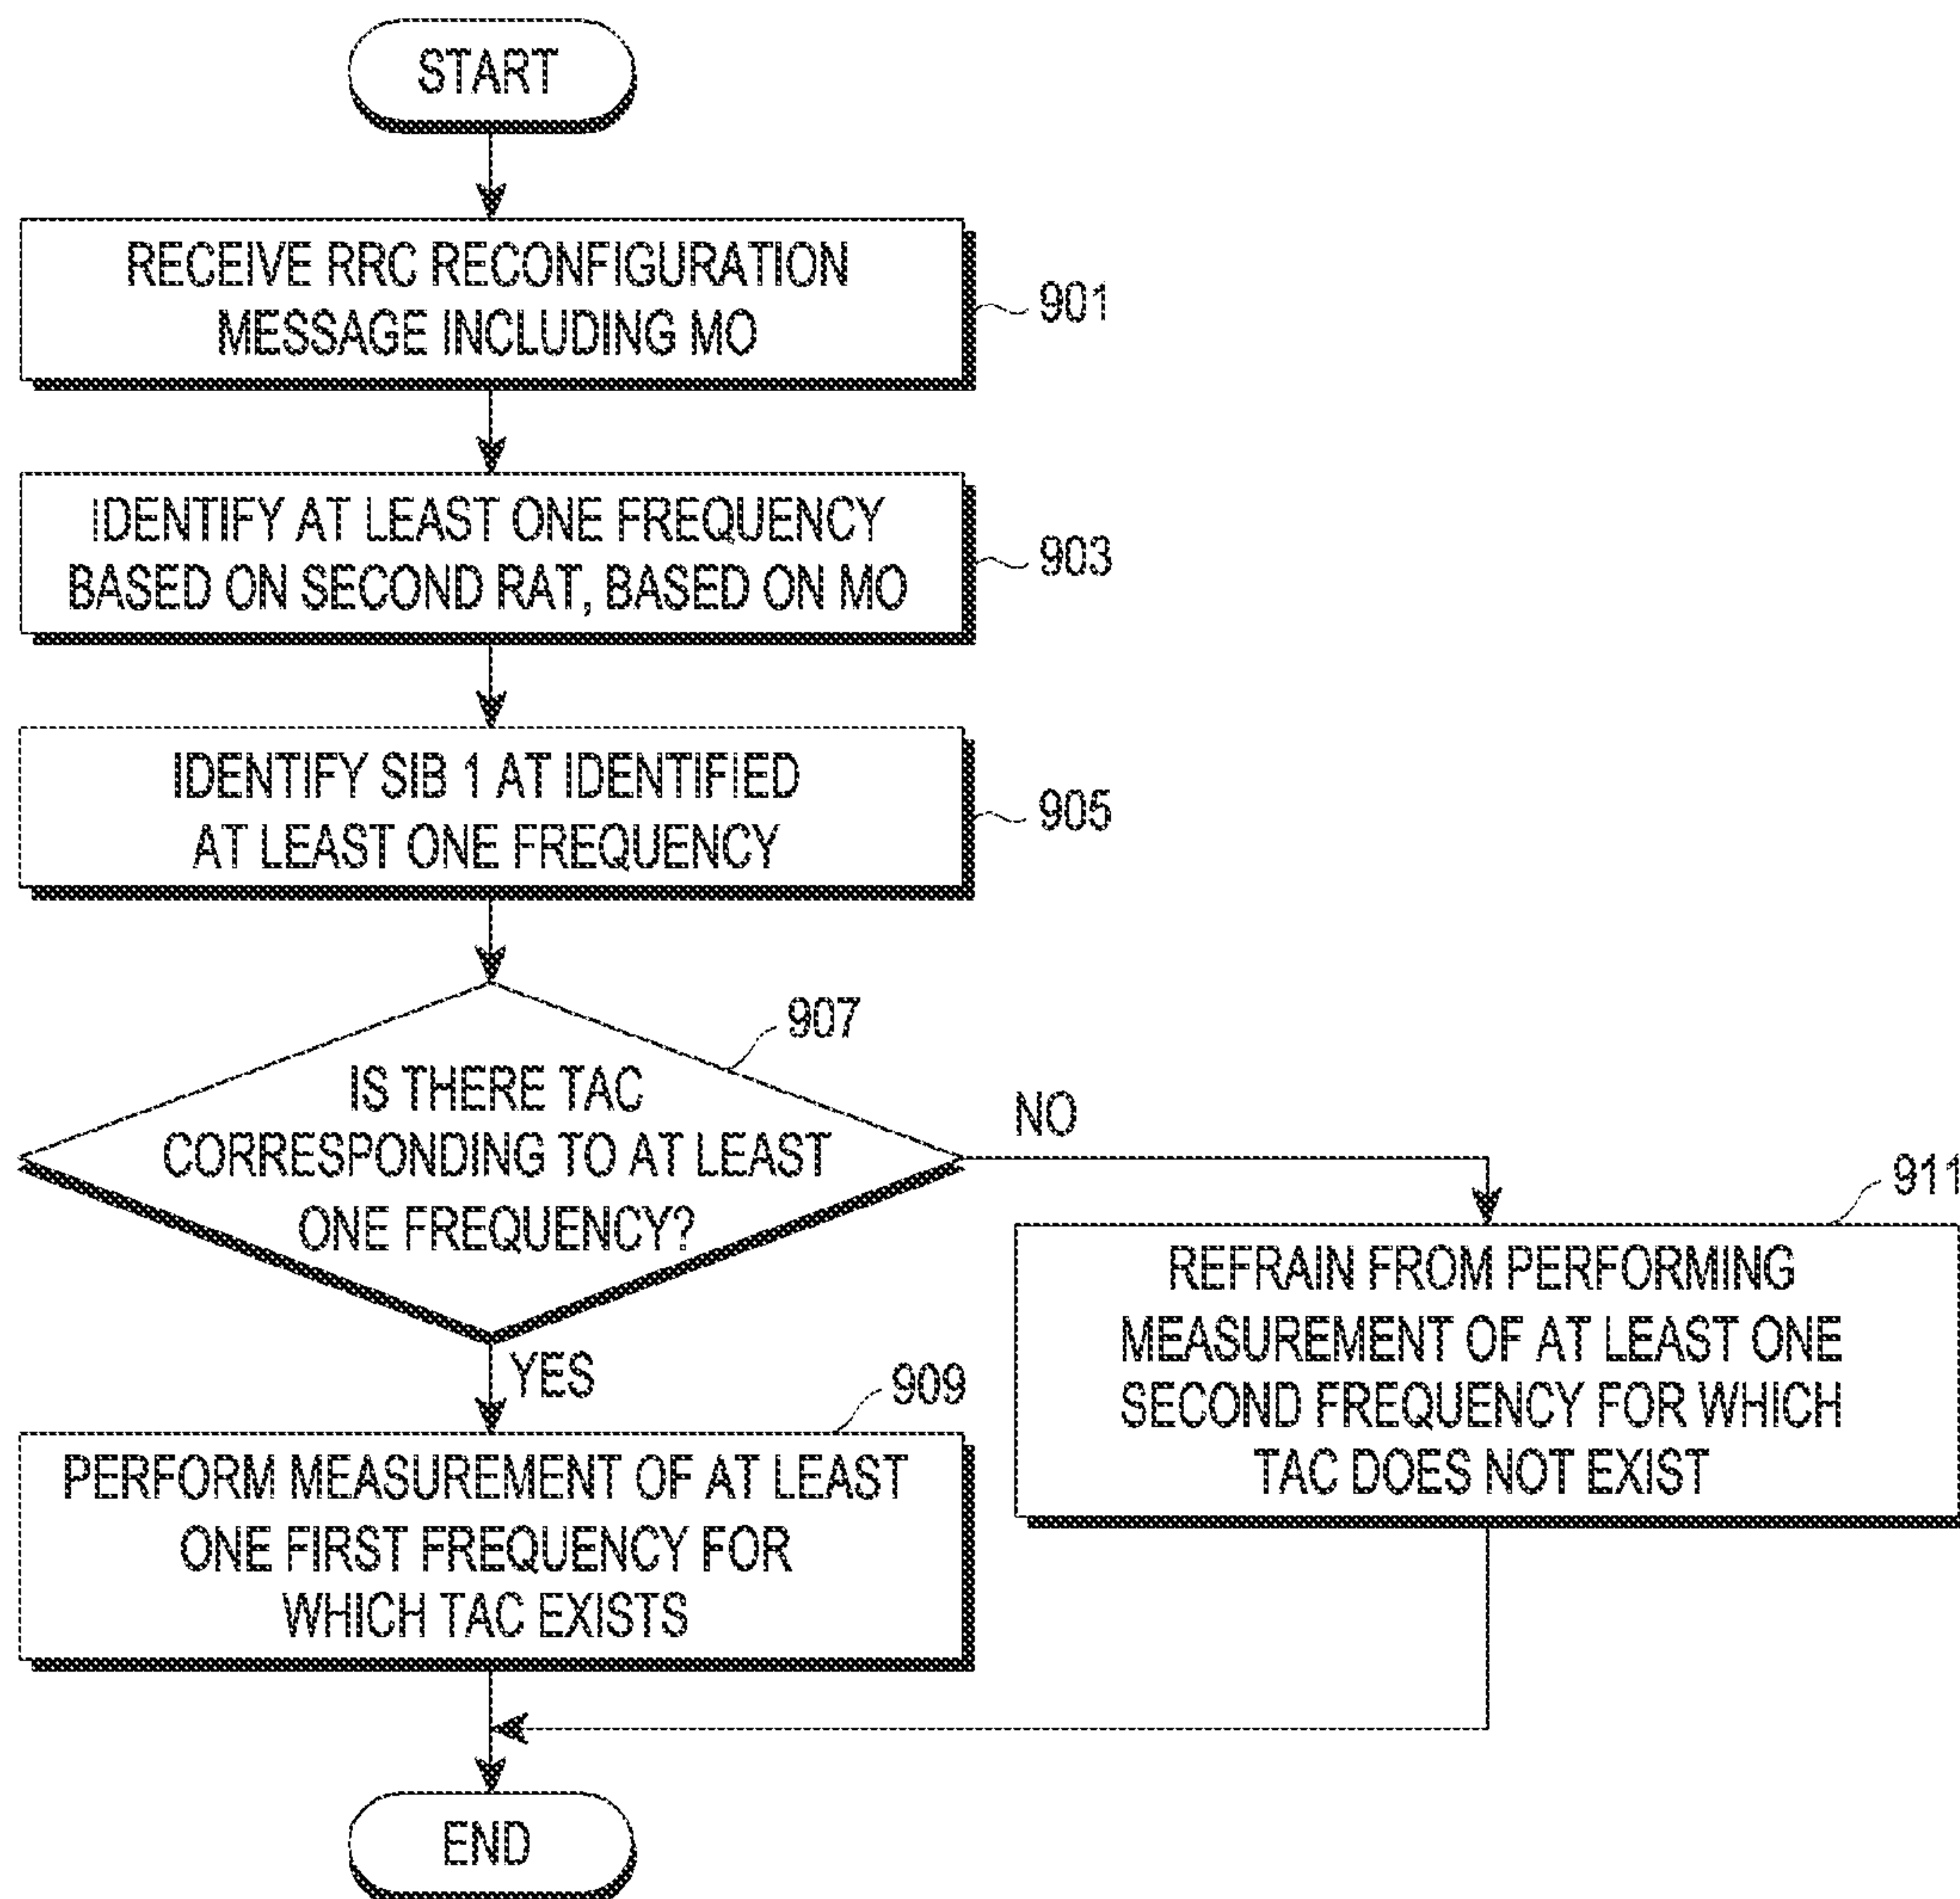 START
RECEIVE RRC RECONFIGURATION
MESSAGE INCLUDING MO
901
IDENTIFY AT LEAST ONE FREQUENCY
BASED ON SECOND RAT, BASED ON MO
903
IDENTIFY SIB 1 AT IDENTIFIED
AT LEAST ONE FREQUENCY
905
907
IS THERE TAC
CORRESPONDING TO AT LEAST
ONE FREQUENCY?
NO
YES
911
REFRAIN FROM PERFORMING
MEASUREMENT OF AT LEAST ONE
SECOND FREQUENCY FOR WHICH
TAC DOES NOT EXIST
909
PERFORM MEASUREMENT OF AT LEAST
ONE FIRST FREQUENCY FOR
WHICH TAC EXISTS
END